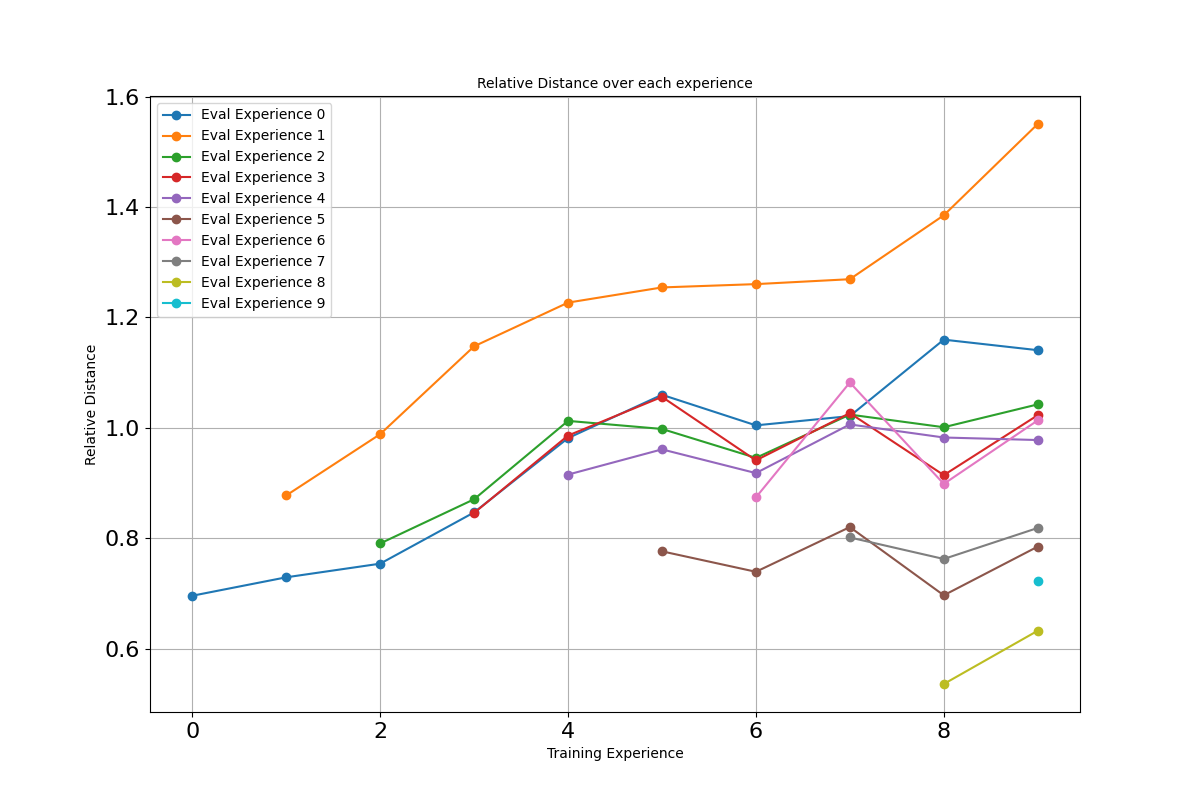 Relative Distance over each experience
1.6
1.4
1.2
1.0
0.8
0.6
Relative Distance
Eval Experience 0
Eval Experience 1
Eval Experience 2
Eval Experience 3
Eval Experience 4
Eval Experience 5
Eval Experience 6
Eval Experience 7
Eval Experience 8
Eval Experience 9
0 2 4 6 8
Training Experience